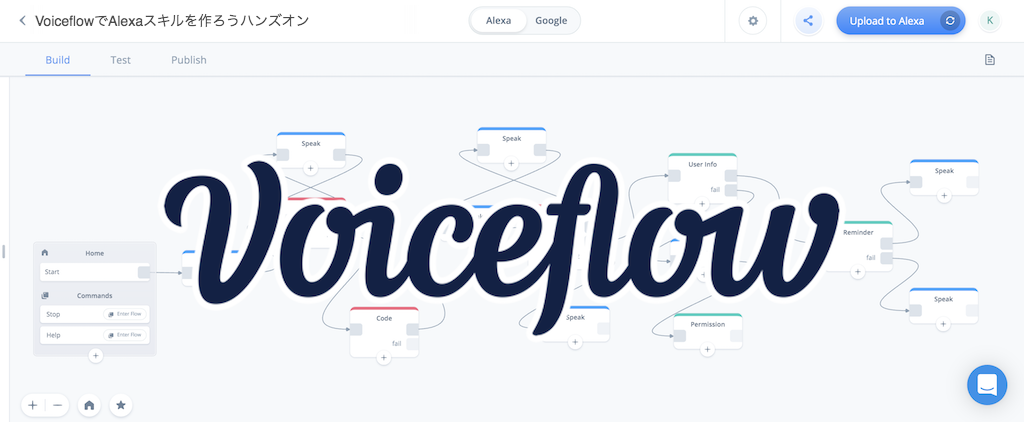 VoiceflowでAlexaスキルを作ろうハンズオン
Alexa
Google
Upload to Alexa
K
Build
Test
Publish
Speak
Speak
User Info
fail
Speak
Voiceflow
Reminder
fail
Home
Start
Commands
Stop
Enter Flow
Help
Enter Flow
Code
fail
Speak
Permission
Speak